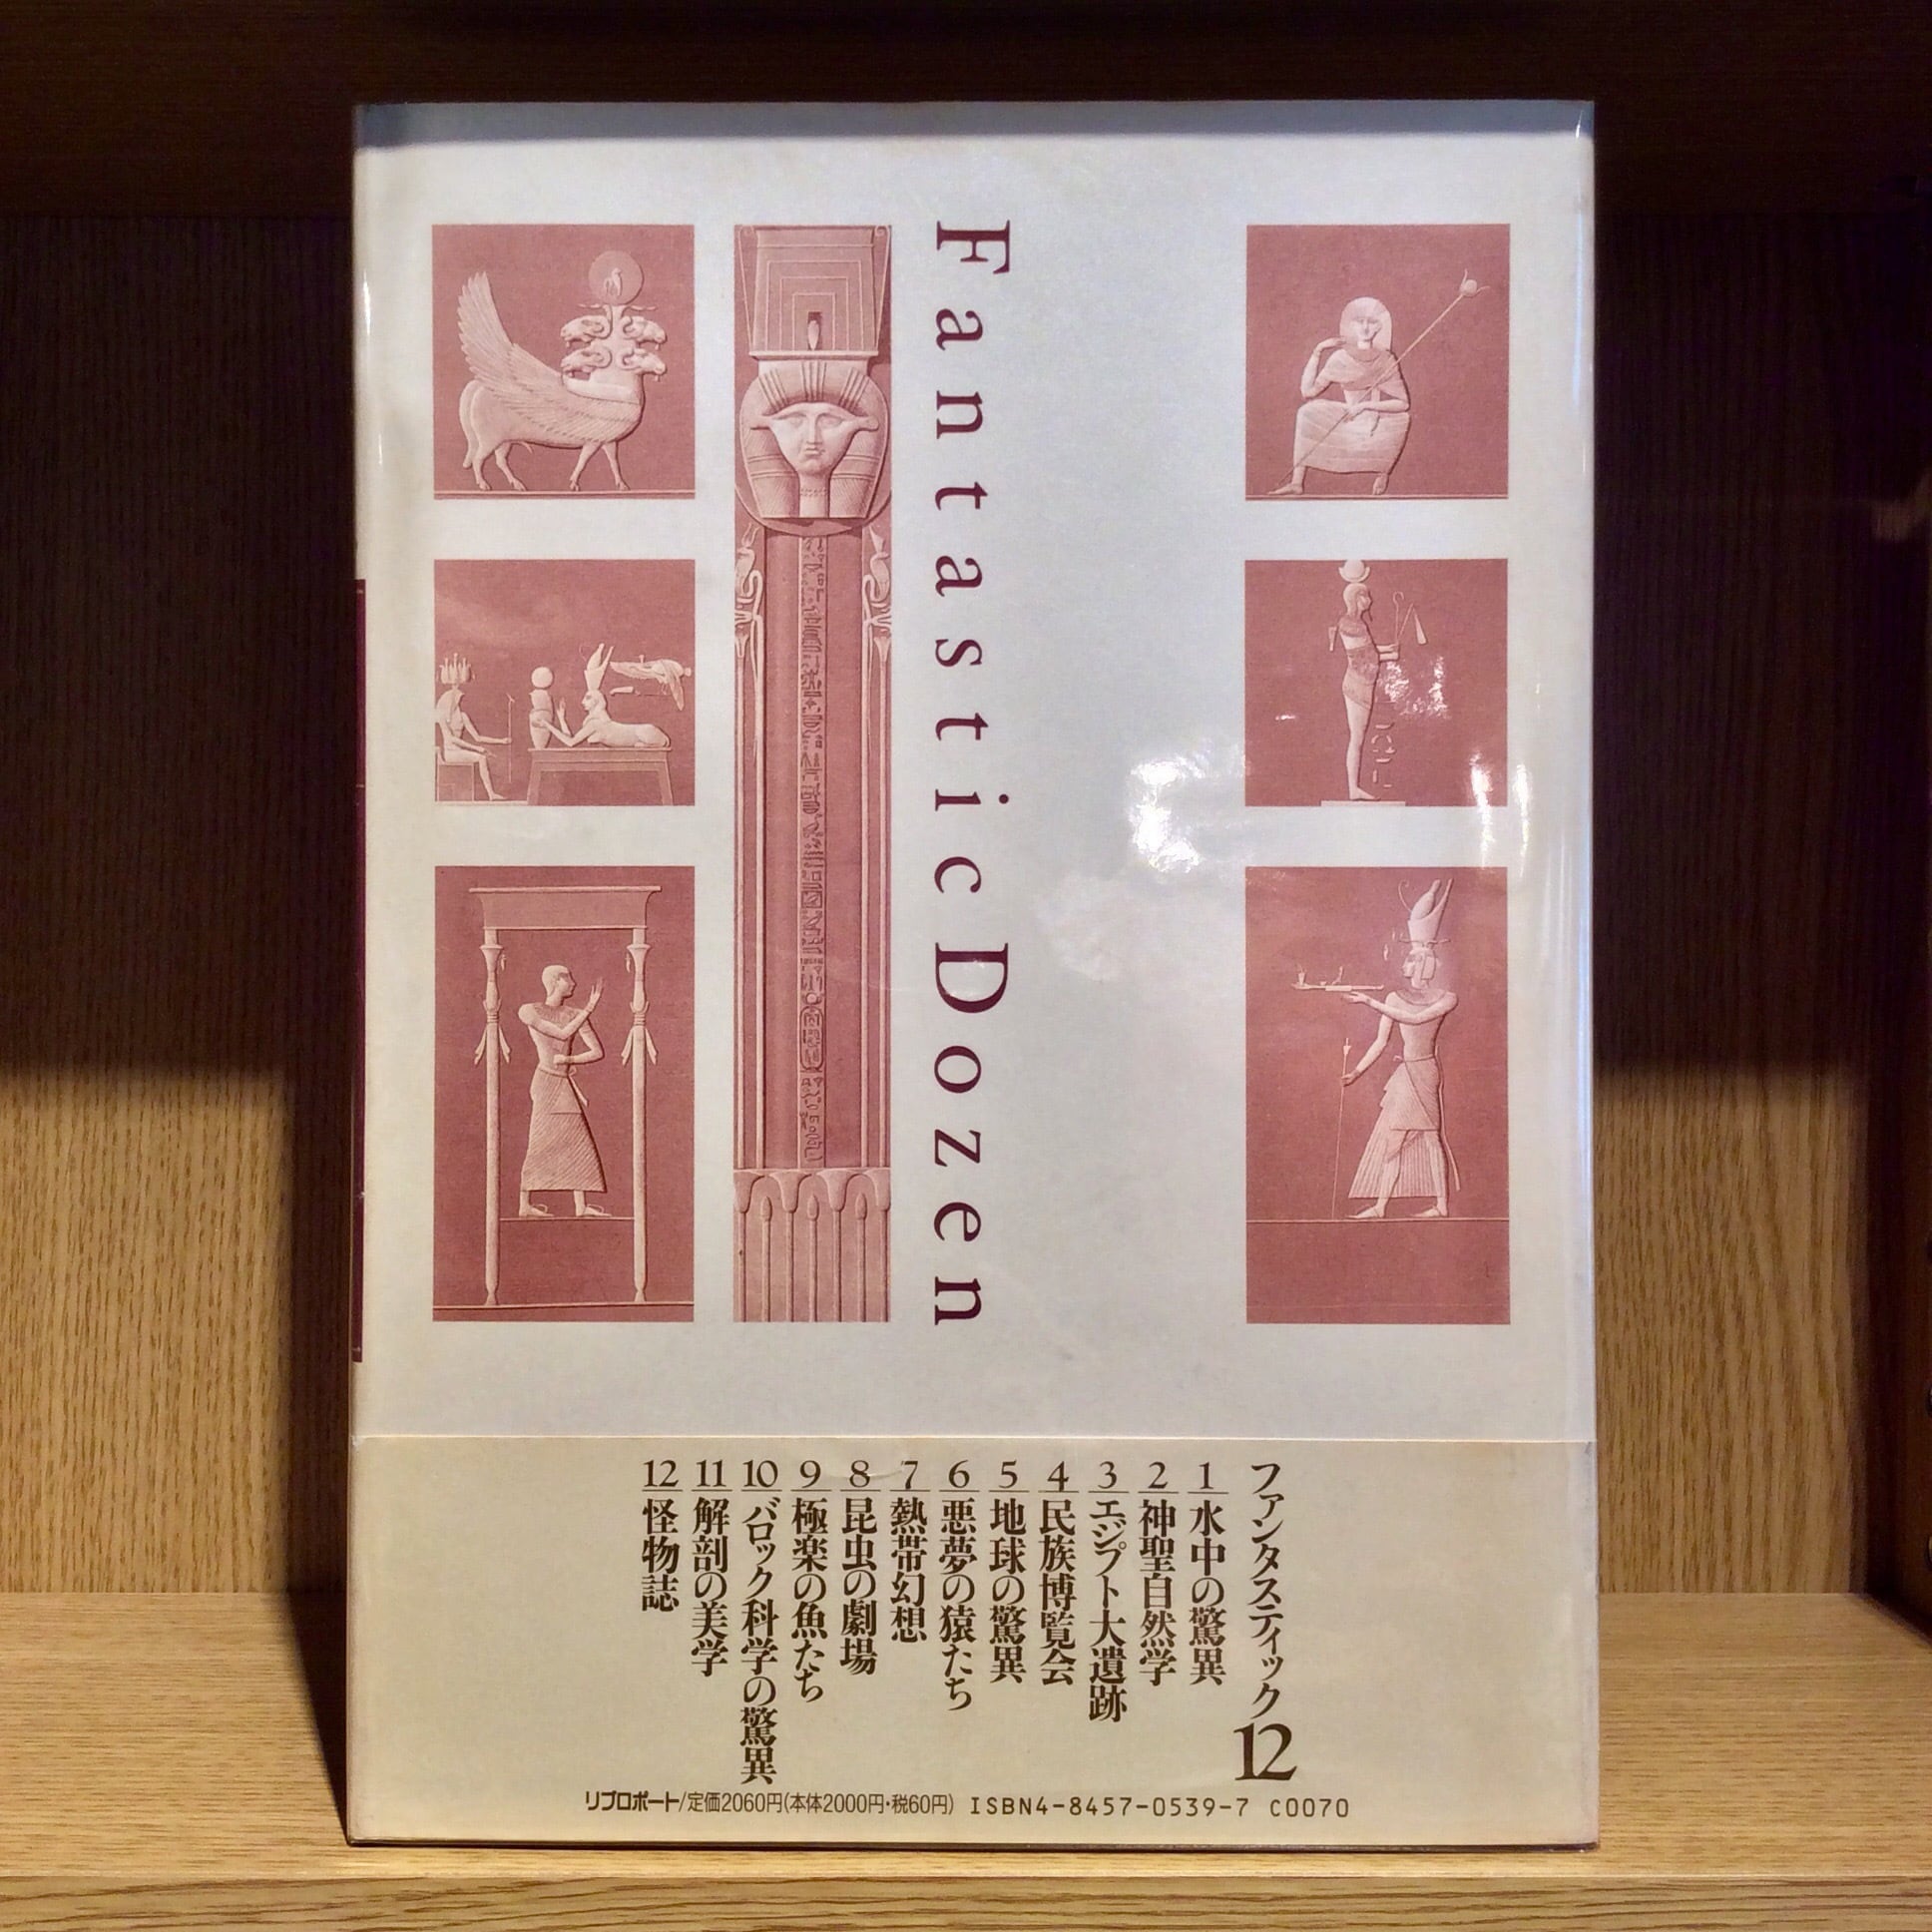 Fantastic Dozen
ファンタスティック12
1 水中の驚異
2 神聖自然学
3 エジプト大遺跡
4 民族博覧会
5 地球の驚異
6 悪夢の猿たち
7 熱帯幻想
8 昆虫の劇場
9 極楽の魚たち
10 バロック科学の驚異
11 解剖の美学
12 怪物誌
リブロポート/定価2060円(本体2000円・税60円) ISBN4-8457-0539-7 C0070